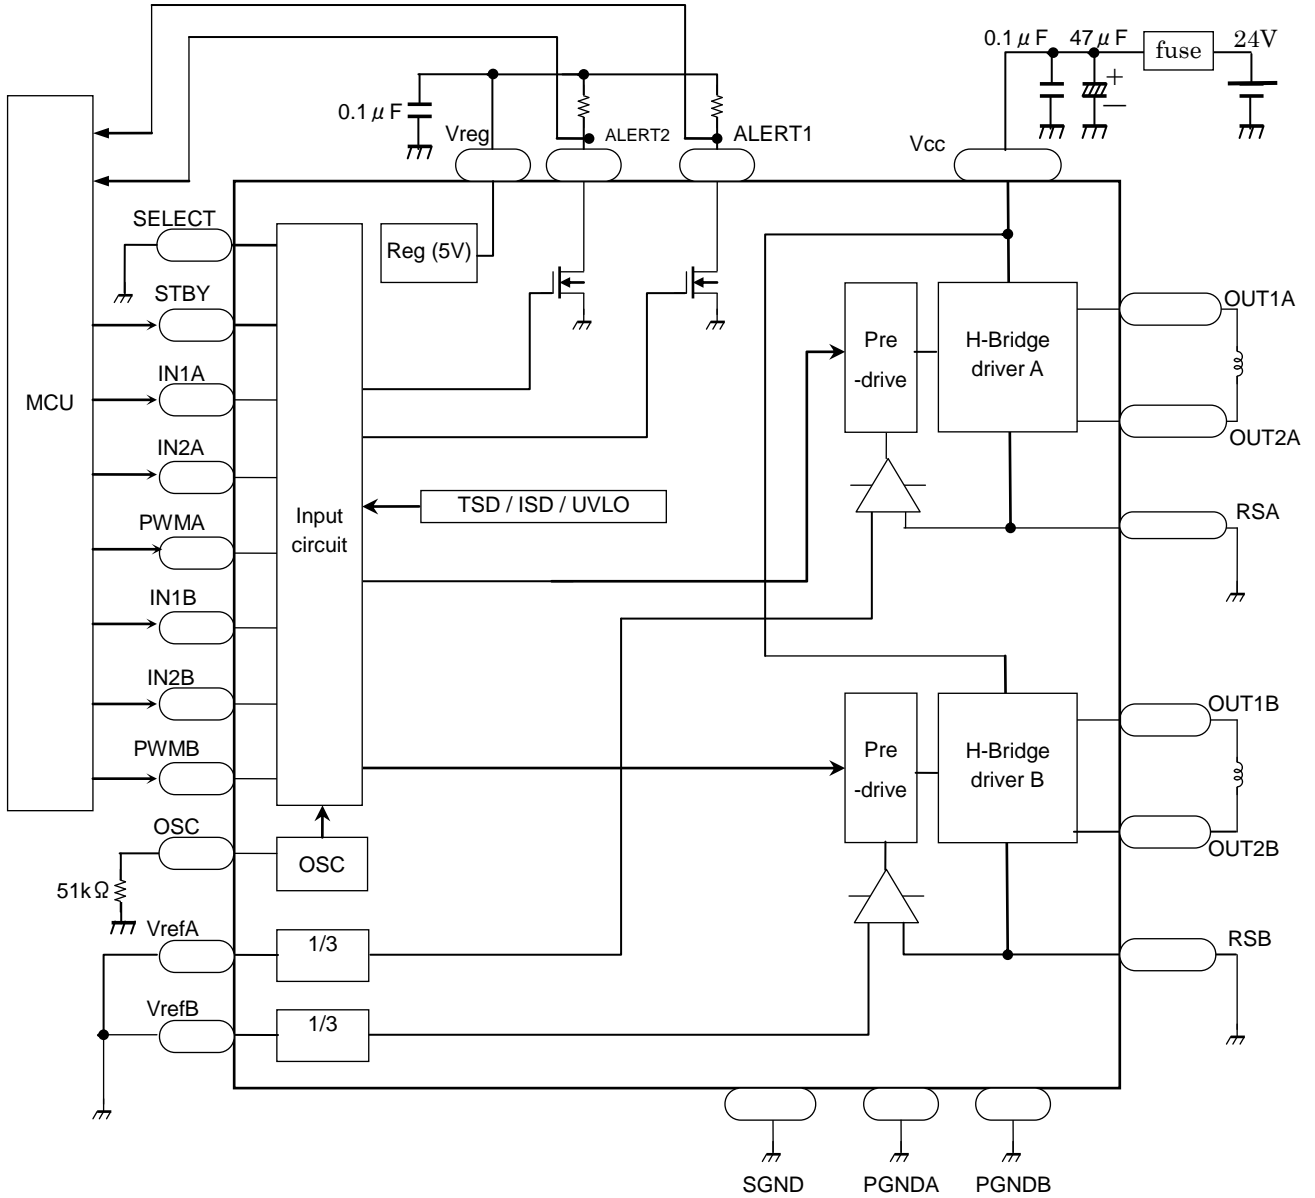 0.1μF 47μF fuse 24V
0.1μF
Vreg
ALERT2
ALERT1
Vcc
SELECT
Reg (5V)
STBY
OUT1A
MCU
IN1A
Pre
-drive
H-Bridge
driver A
IN2A
OUT2A
TSD / ISD / UVLO
PWMA
Input
circuit
RSA
IN1B
IN2B
OUT1B
PWMB
Pre
-drive
H-Bridge
driver B
OSC
OSC
OUT2B
51kΩ
VrefA
1/3
RSB
VrefB
1/3
SGND
PGNDA
PGNDB
+
—